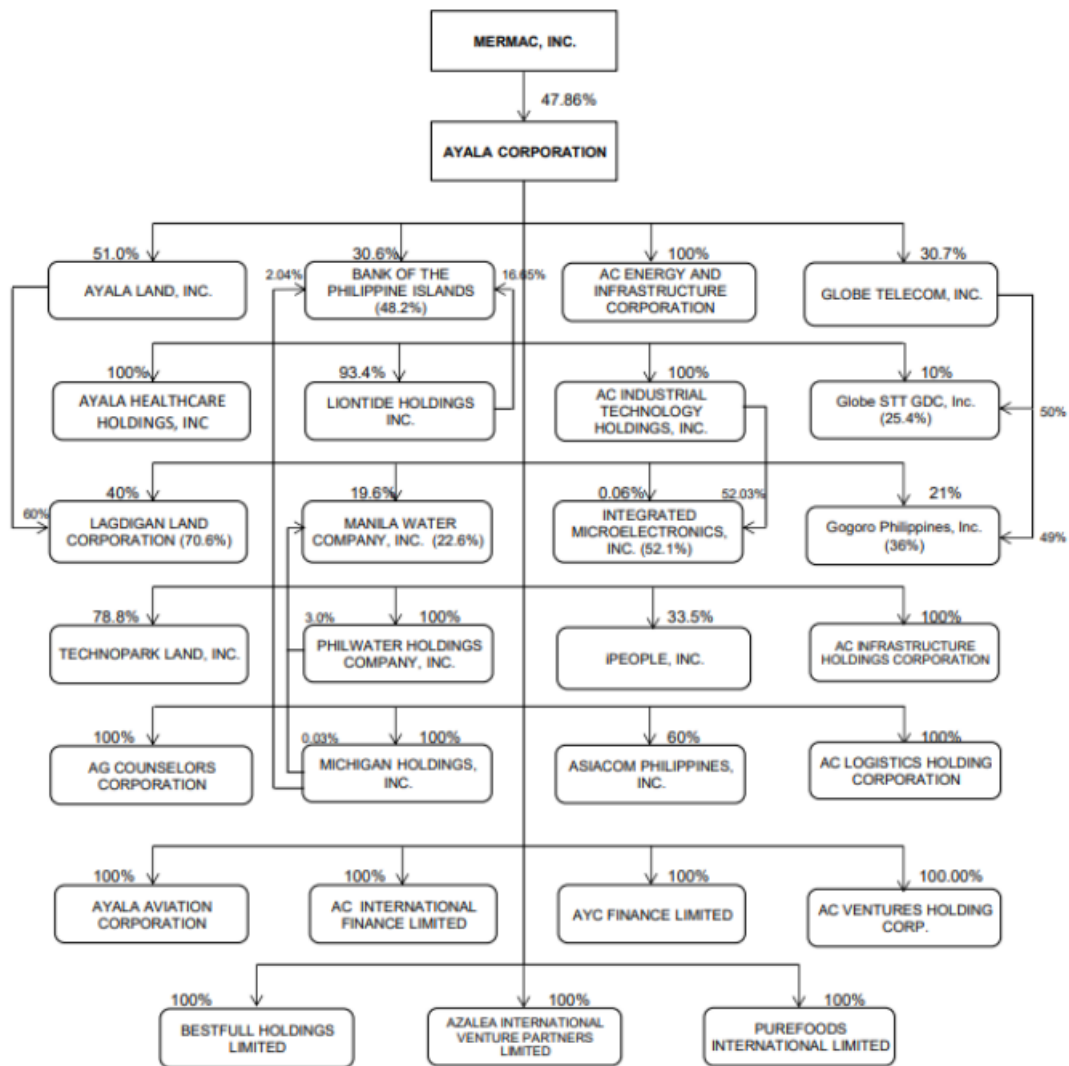 MERMAC, INC.
47.86%
AYALA CORPORATION
51.0%
30.6%
100%
30.7%
2.04%
16.65%
AYALA LAND, INC.
BANK OF THE
PHILIPPINE ISLANDS
(48.2%)
AC ENERGY AND
INFRASTRUCTURE
CORPORATION
GLOBE TELECOM, INC.
100%
93.4%
100%
10%
AYALA HEALTHCARE
HOLDINGS, INC
LIONTIDE HOLDINGS
INC.
AC INDUSTRIAL
TECHNOLOGY
HOLDINGS, INC.
Globe STT GDC, Inc.
(25.4%)
50%
40%
19.6%
0.06%
52.03%
21%
60%
LAGDIGAN LAND
CORPORATION (70.6%)
MANILA WATER
COMPANY, INC. (22.6%)
INTEGRATED
MICROELECTRONICS,
INC. (52.1%)
Gogoro Philippines, Inc.
(36%)
49%
78.8%
3.0%
100%
33.5%
100%
TECHNOPARK LAND, INC.
PHILWATER HOLDINGS
COMPANY, INC.
iPEOPLE, INC.
AC INFRASTRUCTURE
HOLDINGS CORPORATION
100%
0.03%
100%
60%
100%
AG COUNSELORS
CORPORATION
MICHIGAN HOLDINGS,
INC.
ASIACOM PHILIPPINES,
INC.
AC LOGISTICS HOLDING
CORPORATION
100%
100%
100%
100.00%
AYALA AVIATION
CORPORATION
AC INTERNATIONAL
FINANCE LIMITED
AYC FINANCE LIMITED
AC VENTURES HOLDING
CORP.
100%
100%
100%
BESTFULL HOLDINGS
LIMITED
AZALEA INTERNATIONAL
VENTURE PARTNERS
LIMITED
PUREFOODS
INTERNATIONAL LIMITED